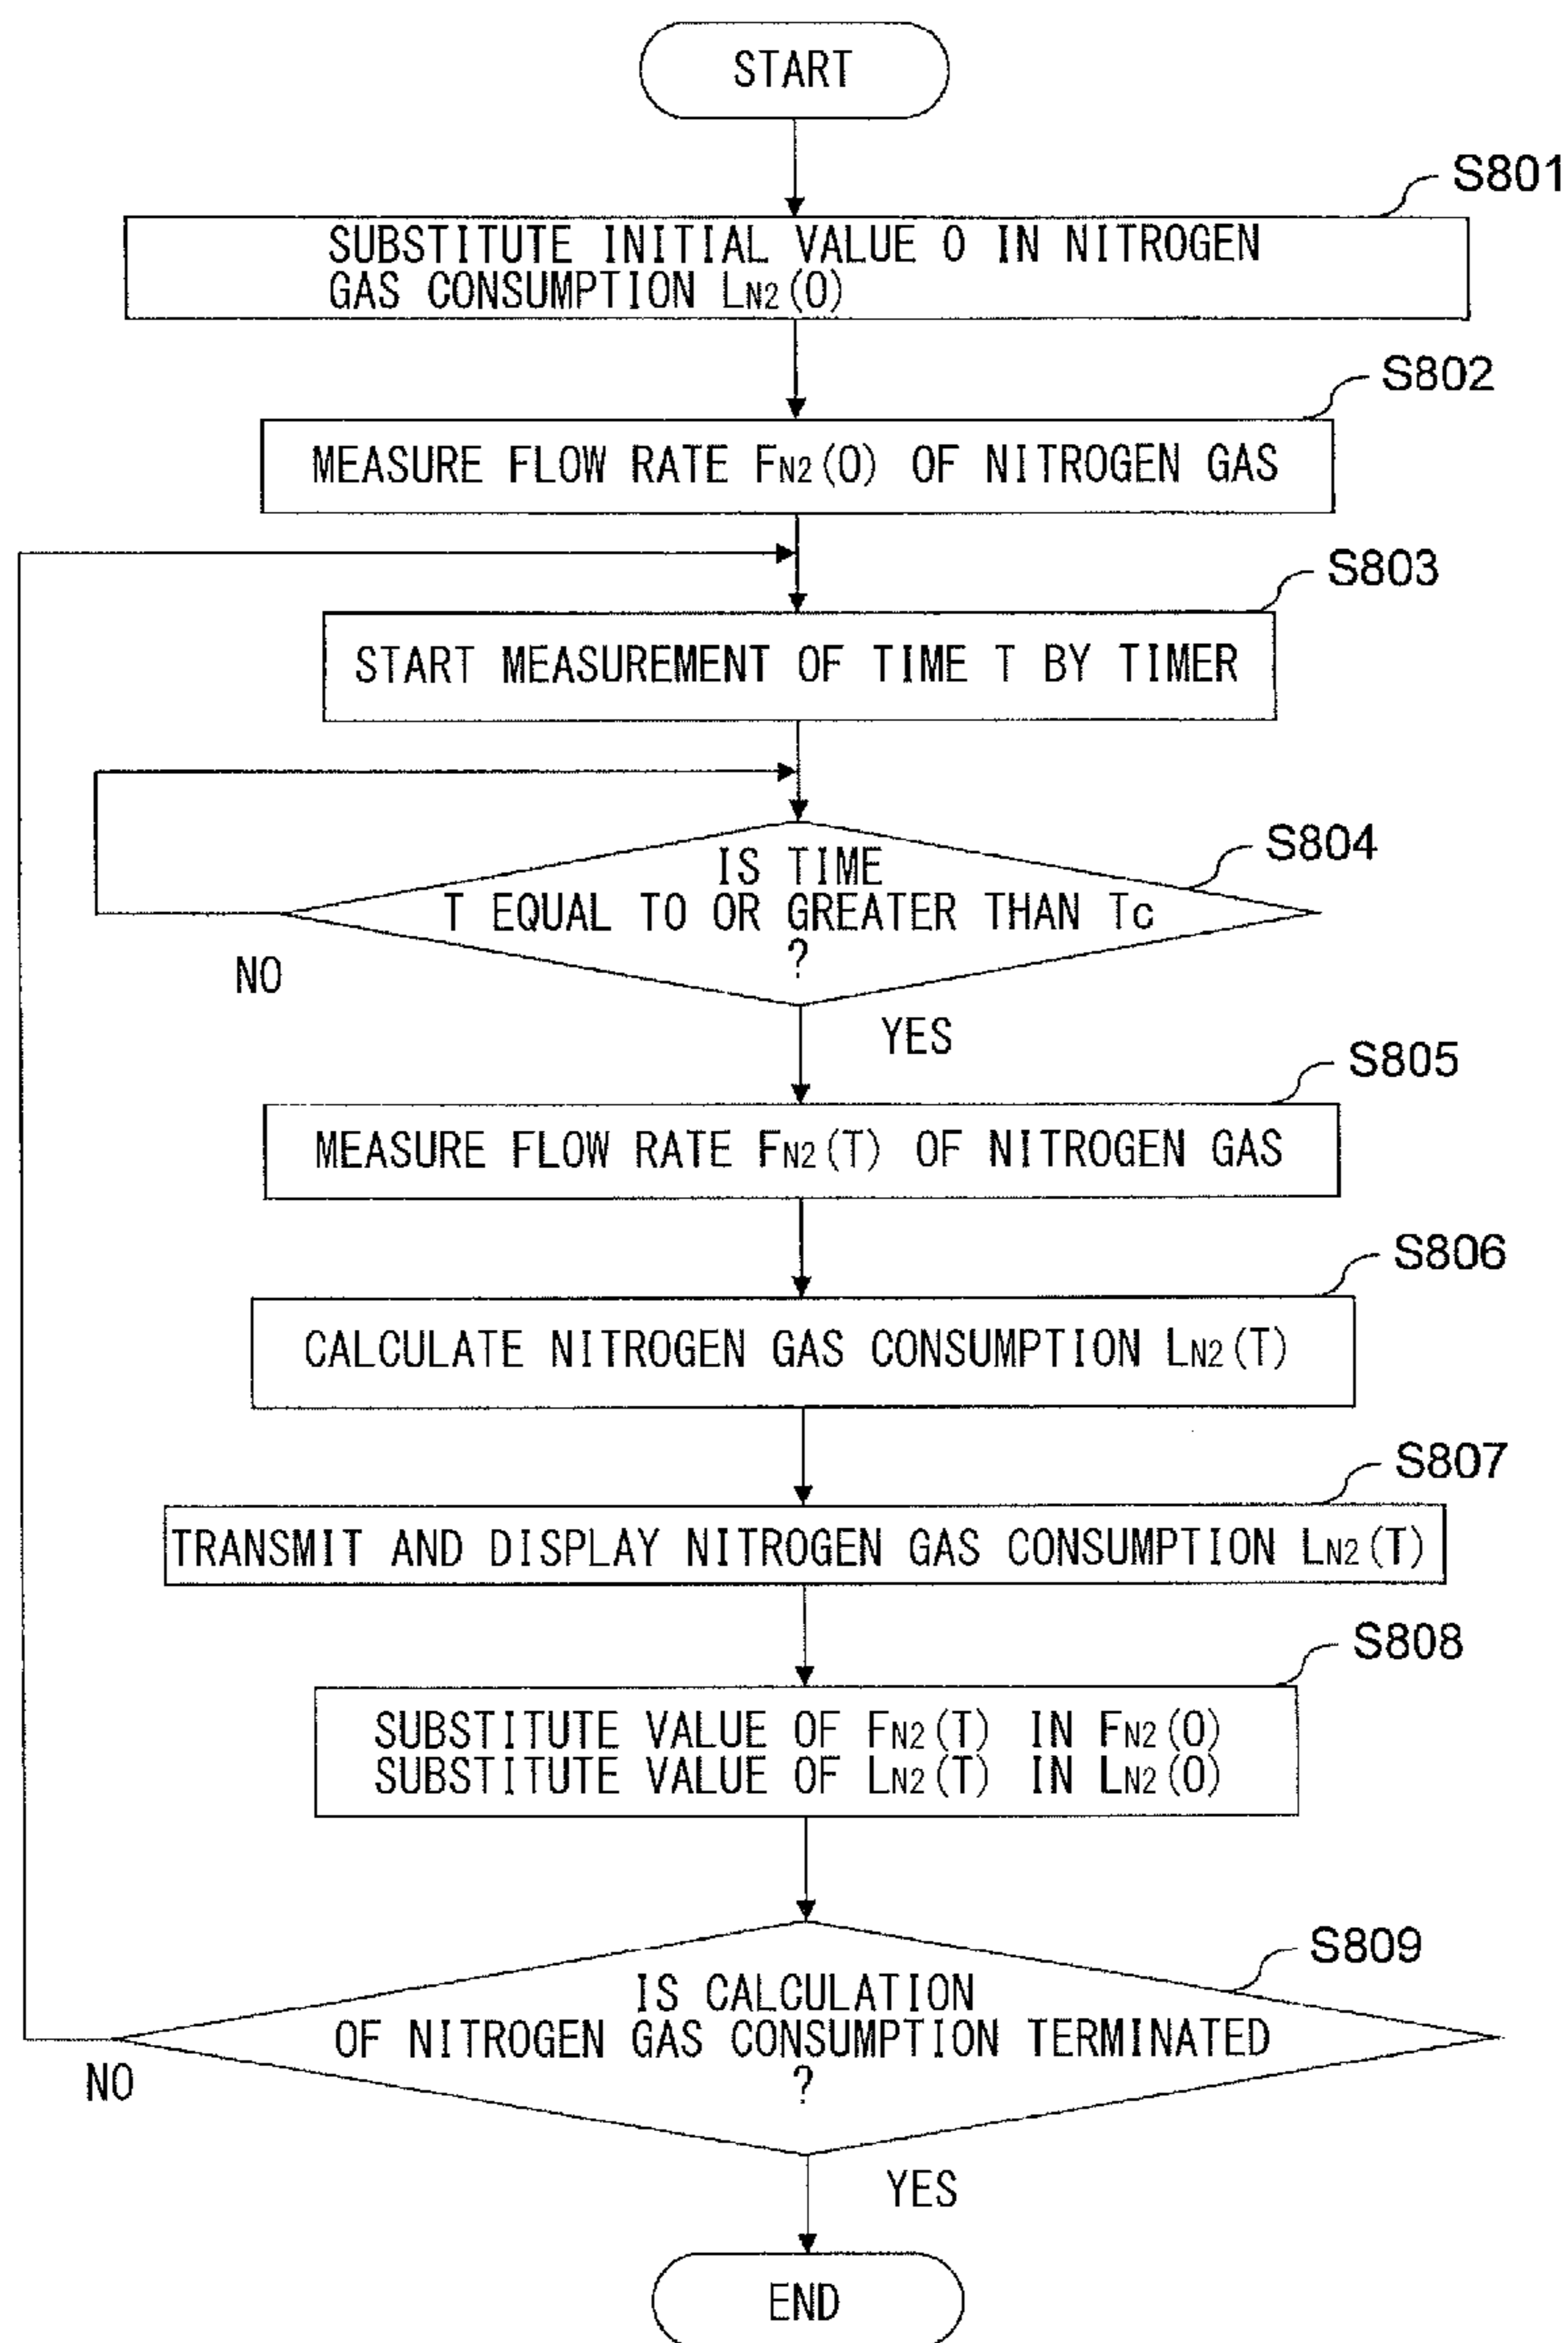 START
S801
SUBSTITUTE INITIAL VALUE 0 IN NITROGEN
GAS CONSUMPTION LN2(0)
S802
MEASURE FLOW RATE FN2(0) OF NITROGEN GAS
S803
START MEASUREMENT OF TIME T BY TIMER
S804
IS TIME
T EQUAL TO OR GREATER THAN Tc
?
NO
YES
S805
MEASURE FLOW RATE FN2(T) OF NITROGEN GAS
S806
CALCULATE NITROGEN GAS CONSUMPTION LN2(T)
S807
TRANSMIT AND DISPLAY NITROGEN GAS CONSUMPTION LN2(T)
S808
SUBSTITUTE VALUE OF FN2(T) IN FN2(0)
SUBSTITUTE VALUE OF LN2(T) IN LN2(0)
S809
IS CALCULATION
OF NITROGEN GAS CONSUMPTION TERMINATED
?
NO
YES
END